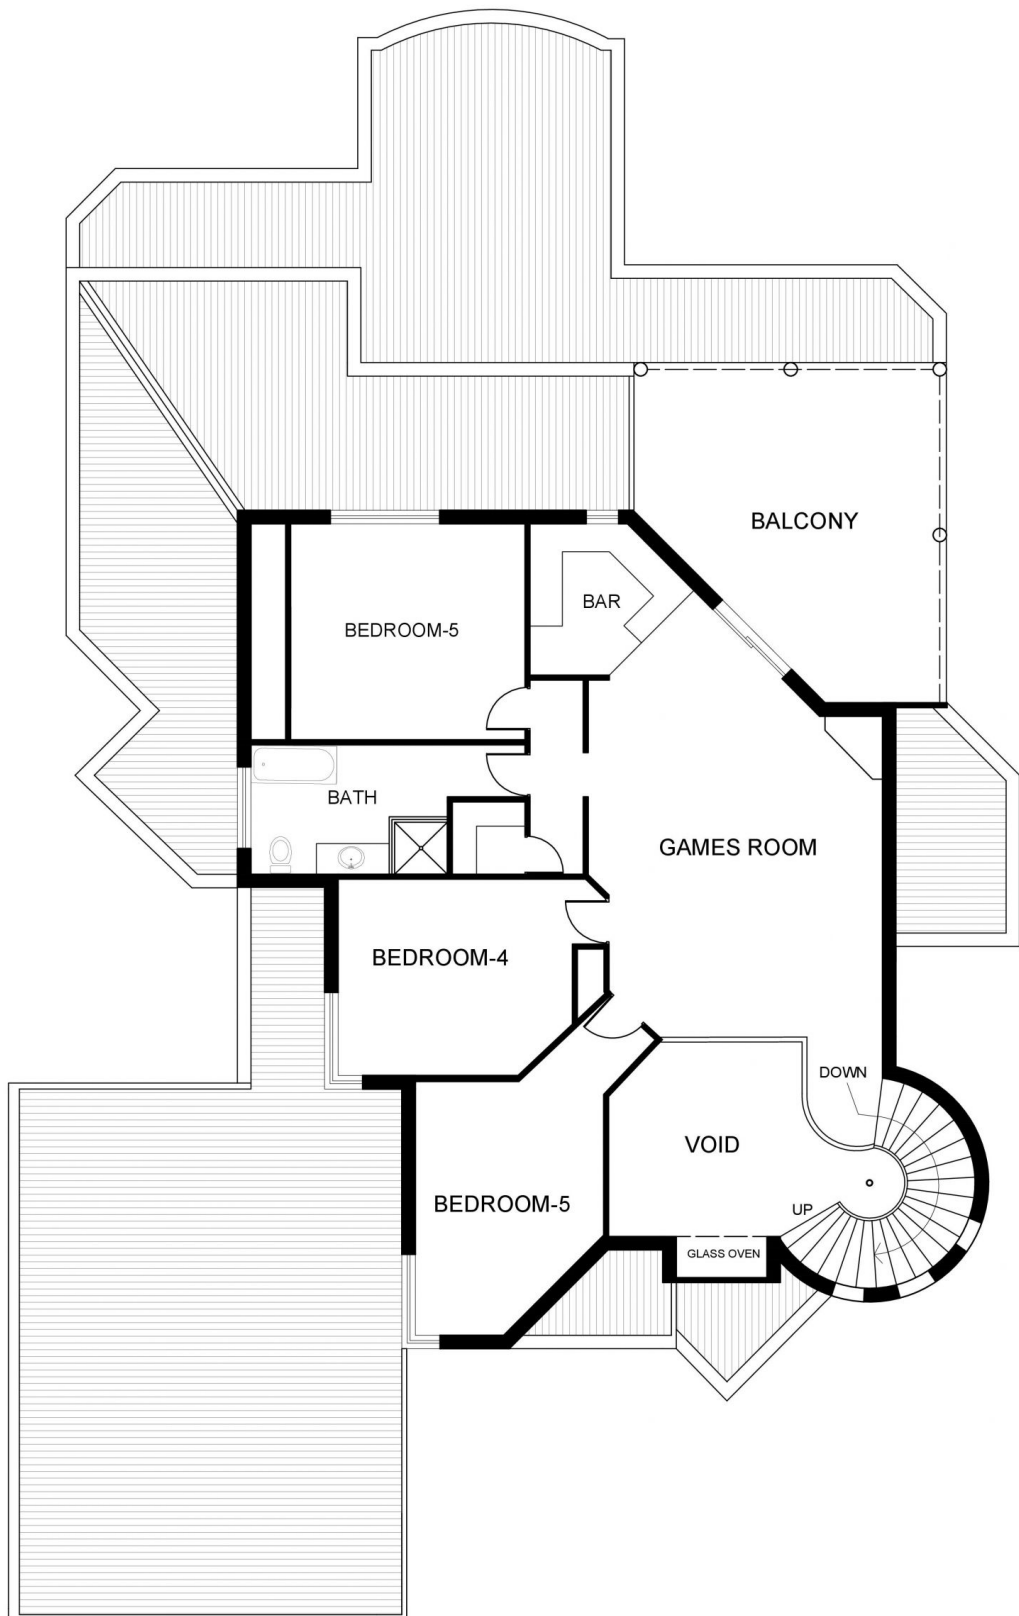 BALCONY
BAR
BEDROOM-5
BATH
GAMES ROOM
BEDROOM-4
DOWN
VOID
BEDROOM-5
UP
GLASS OVEN